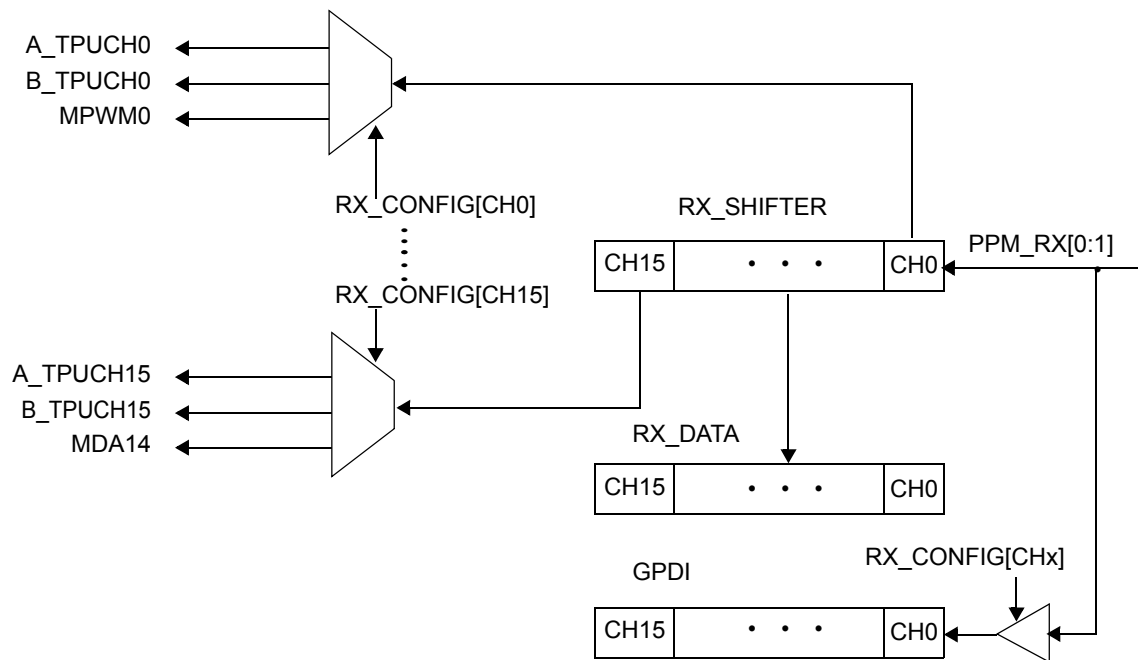 A_TPUCH0
B_TPUCH0
MPWM0
RX_CONFIG[CH0]
RX_SHIFTER
PPM_RX[0:1]
CH15 • • • CH0
RX_CONFIG[CH15]
A_TPUCH15
B_TPUCH15
MDA14
RX_DATA
CH15 • • • CH0
RX_CONFIG[CHx]
GPDI
CH15 • • • CH0